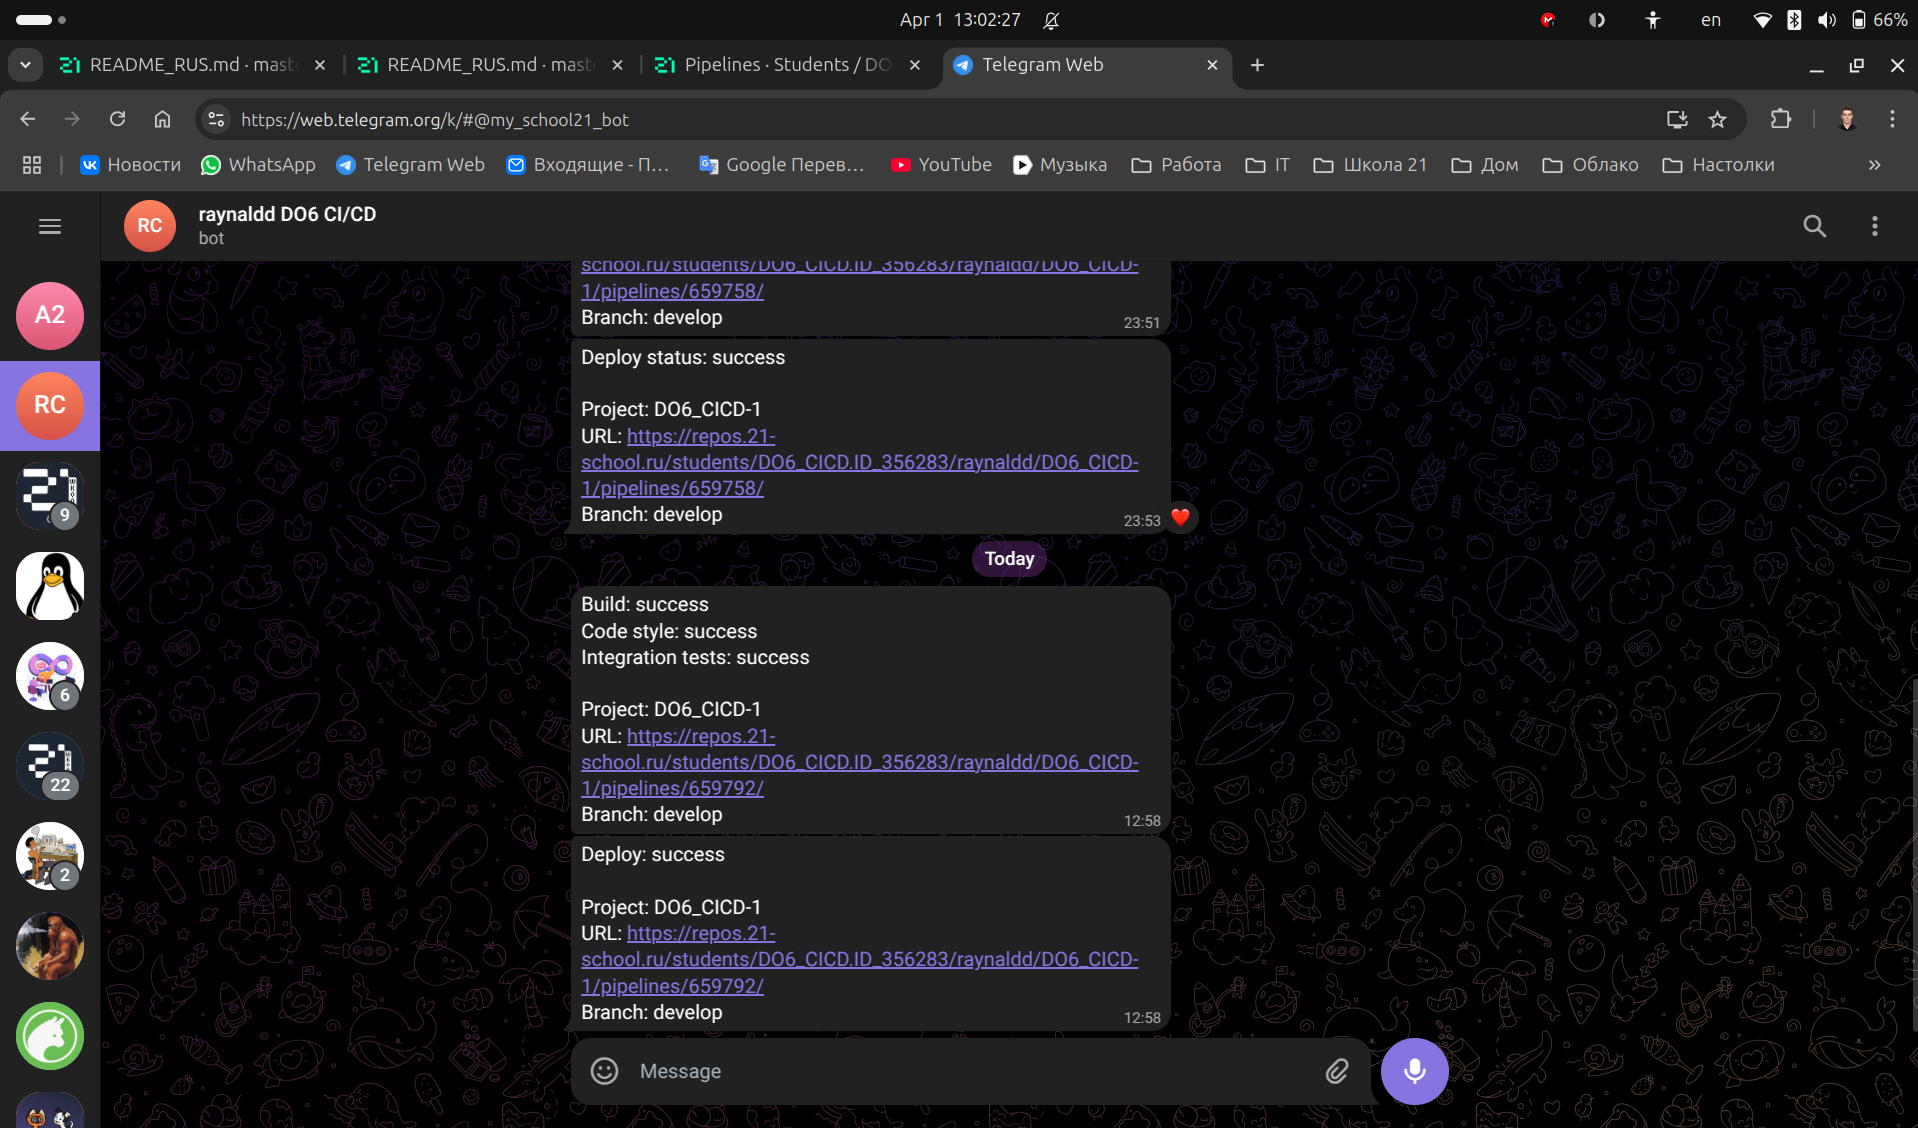 Apr 1 13:02:27
en
66%
README_RUS.md · mast
README_RUS.md · mast
Pipelines · Students / DO
Telegram Web
https://web.telegram.org/k/#@my_school21_bot
Новости
WhatsApp
Telegram Web
Входящие - П...
Google Перев...
YouTube
Музыка
Работа
IT
Школа 21
Дом
Облако
Настолки
RC
raynaldd DO6 CI/CD
bot
A2
RC
9
6
22
2
school.ru/students/DO6_CICD.ID_356283/raynaldd/DO6_CICD-
1/pipelines/659758/
Branch: develop
23:51
Deploy status: success
Project: DO6_CICD-1
URL: https://repos.21-
school.ru/students/DO6_CICD.ID_356283/raynaldd/DO6_CICD-
1/pipelines/659758/
Branch: develop
23:53
Today
Build: success
Code style: success
Integration tests: success
Project: DO6_CICD-1
URL: https://repos.21-
school.ru/students/DO6_CICD.ID_356283/raynaldd/DO6_CICD-
1/pipelines/659792/
Branch: develop
12:58
Deploy: success
Project: DO6_CICD-1
URL: https://repos.21-
school.ru/students/DO6_CICD.ID_356283/raynaldd/DO6_CICD-
1/pipelines/659792/
Branch: develop
12:58
Message